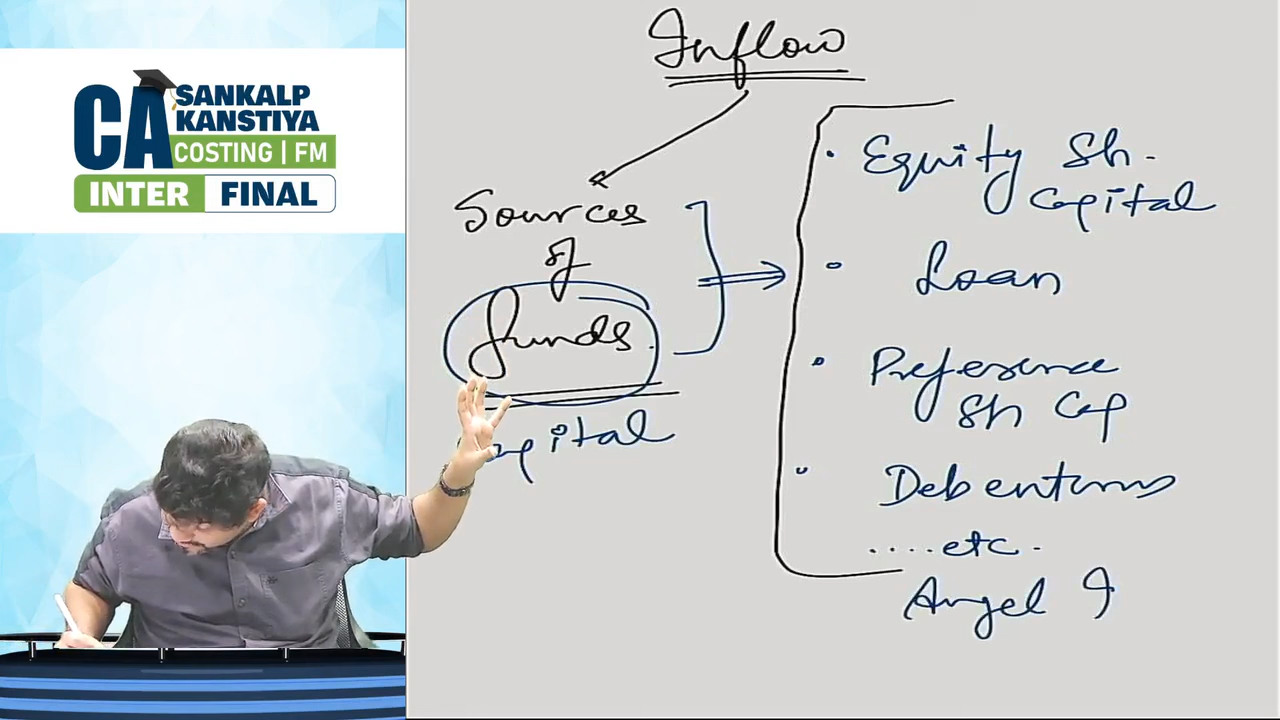 CA SANKALP
KANSTIYA
COSTING | FM
INTER FINAL
Inflow
Sources
of
funds.
Capital
• Equity Sh.
Capital
• Loan
• Preference
Sh Cap
• Debentures
....etc.
Angel I